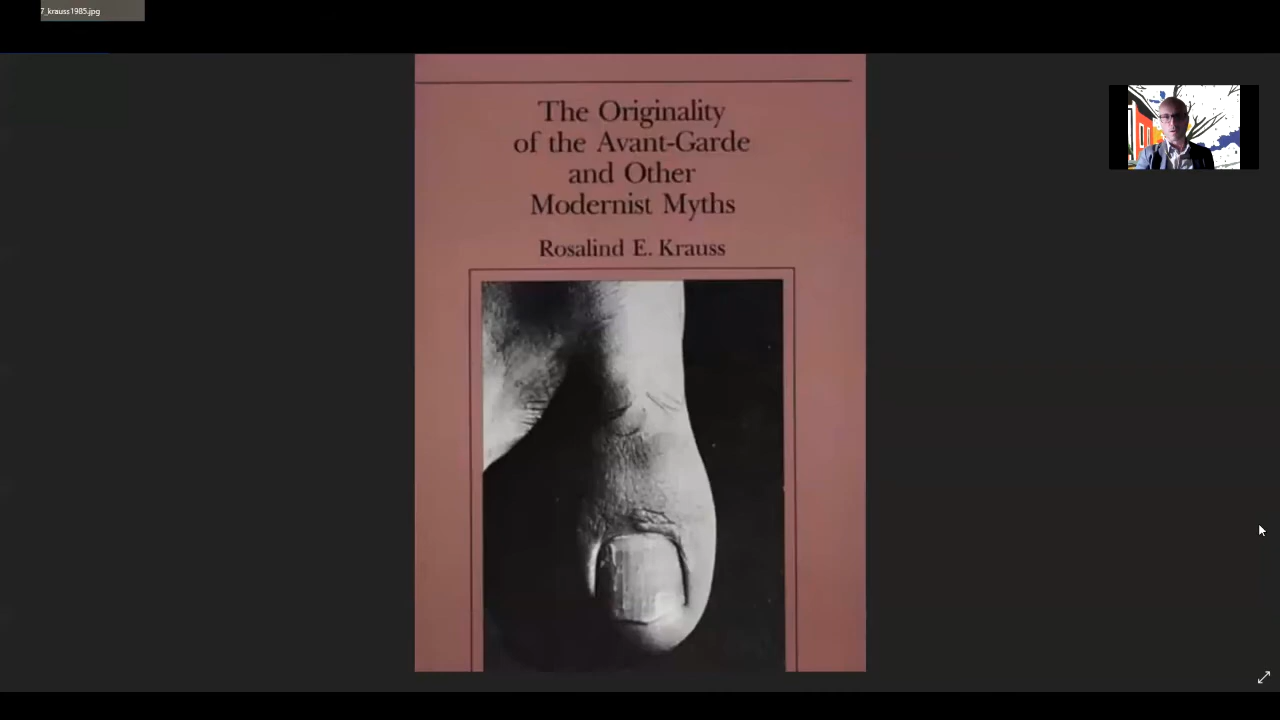 7_krauss1985.jpg
The Originality
of the Avant-Garde
and Other
Modernist Myths
Rosalind E. Krauss